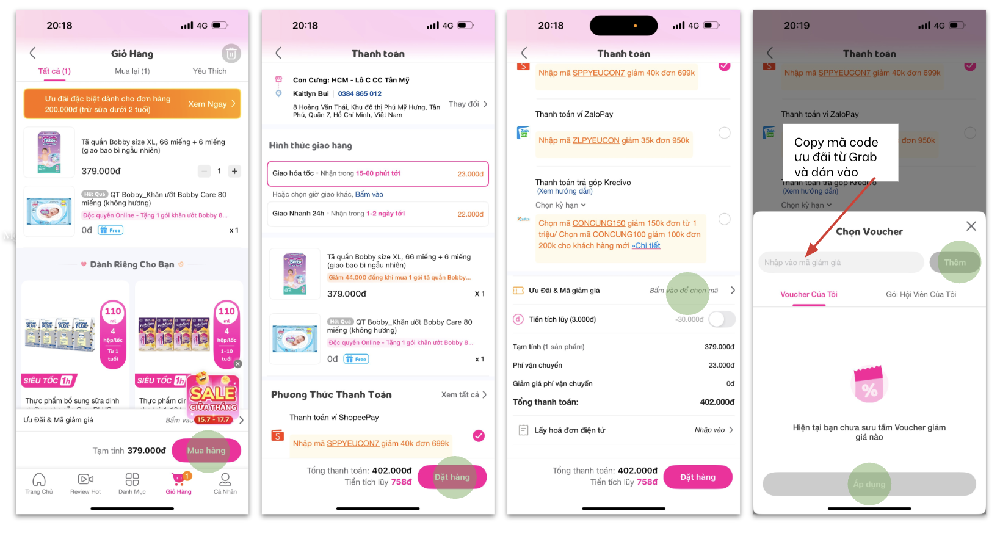 20:18
4G
Giỏ Hàng
Tất cả (1)
Mua lại (1)
Yêu Thích
Ưu đãi đặc biệt dành cho đơn hàng
200.000đ (trừ sữa dưới 2 tuổi)
Xem Ngay
Tã quần Bobby size XL, 66 miếng + 6 miếng
(giao bao bì ngẫu nhiên)
379.000đ
1
Hết Quà QT Bobby_Khăn ướt Bobby Care 80
miếng (không hương)
Độc quyền Online - Tặng 1 gói khăn ướt Bobby 8...
0đ
Free
x 1
Dành Riêng Cho Bạn
110
ml
4
hộp/lốc
Từ 1
tuổi
SIÊU TỐC 1h
Thực phẩm bổ sung sữa dinh
110
ml
4
hộp/lốc
1-10
tuổi
SIÊU TỐC 1h
Thực phẩm din
SALE
GIỮA THÁNG
15.7 - 17.7
Ưu Đãi & Mã giảm giá
Bấm vào
Tạm tính 379.000đ
Mua hàng
1
Trang Chủ
Review Hot
Danh Mục
Giỏ Hàng
Cá Nhân
20:18
4G
Thanh toán
Con Cưng: HCM - Lô C CC Tân Mỹ
Kaitlyn Bui
0384 865 012
8 Hoàng Văn Thái, Khu đô thị Phú Mỹ Hưng, Tân
Phú, Quận 7, Hồ Chí Minh, Việt Nam
Thay đổi
Hình thức giao hàng
Giao hỏa tốc • Nhận trong 15-60 phút tới
23.000đ
Hoặc chọn giờ giao khác, Bấm vào
Giao Nhanh 24h • Nhận trong 1-2 ngày tới
22.000đ
Tã quần Bobby size XL, 66 miếng + 6 miếng
(giao bao bì ngẫu nhiên)
Giảm 44.000 đồng khi mua 1 gói tã quần Bobby...
379.000đ
X 1
Hết Quà QT Bobby_Khăn ướt Bobby Care 80
miếng (không hương)
Độc quyền Online - Tặng 1 gói khăn ướt Bobby 8...
0đ
Free
x 1
Phương Thức Thanh Toán
Xem tất cả
Thanh toán ví ShopeePay
Nhập mã SPPYEUCON7 giảm 40k đơn 699k
Tổng thanh toán: 402.000đ
Tiền tích lũy 758đ
Đặt hàng
20:18
4G
Thanh toán
Nhập mã SPPYEUCON7 giảm 40k đơn 699k
Thanh toán ví ZaloPay
Nhập mã ZLPYEUCON giảm 35k đơn 950k
Thanh toán trả góp Kredivo
(Xem hướng dẫn)
Chọn kỳ hạn
Chọn mã CONCUNG150 giảm 150k đơn từ 1
triệu/ Chọn mã CONCUNG100 giảm 100k đơn
200k cho khách hàng mới »Chi tiết
Ưu Đãi & Mã giảm giá
Bấm vào để chọn mã
Tiền tích lũy (3.000đ)
-30.000đ
Tạm tính (1 sản phẩm)
379.000đ
Phí vận chuyển
23.000đ
Giảm giá phí vận chuyển
0đ
Tổng thanh toán:
402.000đ
Lấy hoá đơn điện tử
Nhập vào
Tổng thanh toán: 402.000đ
Tiền tích lũy 758đ
Đặt hàng
20:19
4G
Thanh toán
Nhập mã SPPYEUCON7 giảm 40k đơn 699k
Thanh toán ví ZaloPay
đơn 950k
Copy mã code
ưu đãi từ Grab
và dán vào
Thanh toán trả góp Kredivo
(Xem hướng dẫn)
Chọn kỳ hạn
Chọn Voucher
Nhập vào mã giảm giá
Thêm
Voucher Của Tôi
Gói Hội Viên Của Tôi
%
Hiện tại bạn chưa sưu tầm Voucher giảm
giá nào
Áp dụng